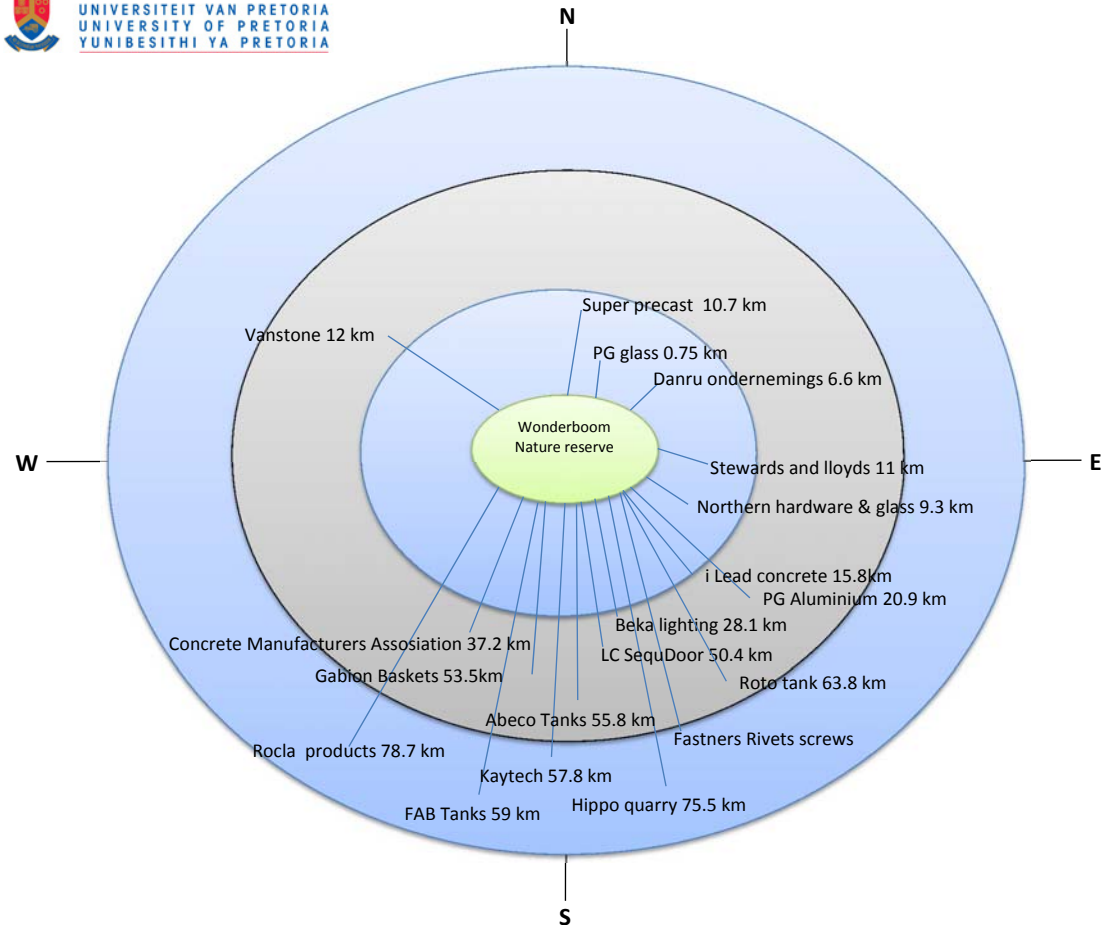 UNIVERSITEIT VAN PRETORIA
UNIVERSITY OF PRETORIA
YUNIBESITHI YA PRETORIA
N
Super precast 10.7 km
Vanstone 12 km
PG glass 0.75 km
Danru ondernemings 6.6 km
Wonderboom
Nature reserve
W
E
Stewards and lloyds 11 km
Northern hardware & glass 9.3 km
i Lead concrete 15.8km
PG Aluminium 20.9 km
Beka lighting 28.1 km
Concrete Manufacturers Assosiation 37.2 km
LC SequDoor 50.4 km
Gabion Baskets 53.5km
Roto tank 63.8 km
Abeco Tanks 55.8 km
Fastners Rivets screws
Rocla products 78.7 km
Kaytech 57.8 km
Hippo quarry 75.5 km
FAB Tanks 59 km
S